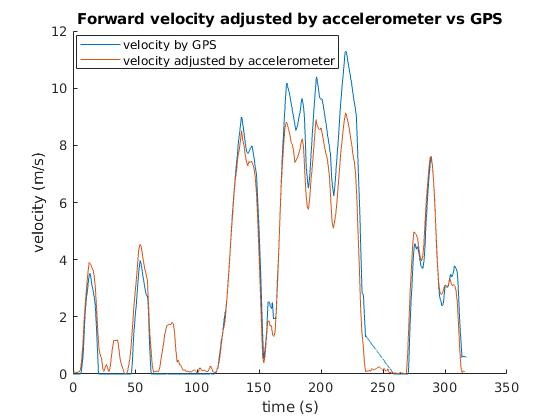 Forward velocity adjusted by accelerometer vs GPS
12
velocity by GPS
velocity adjusted by accelerometer
10
8
6
4
2
0
velocity (m/s)
0 50 100 150 200 250 300 350
time (s)